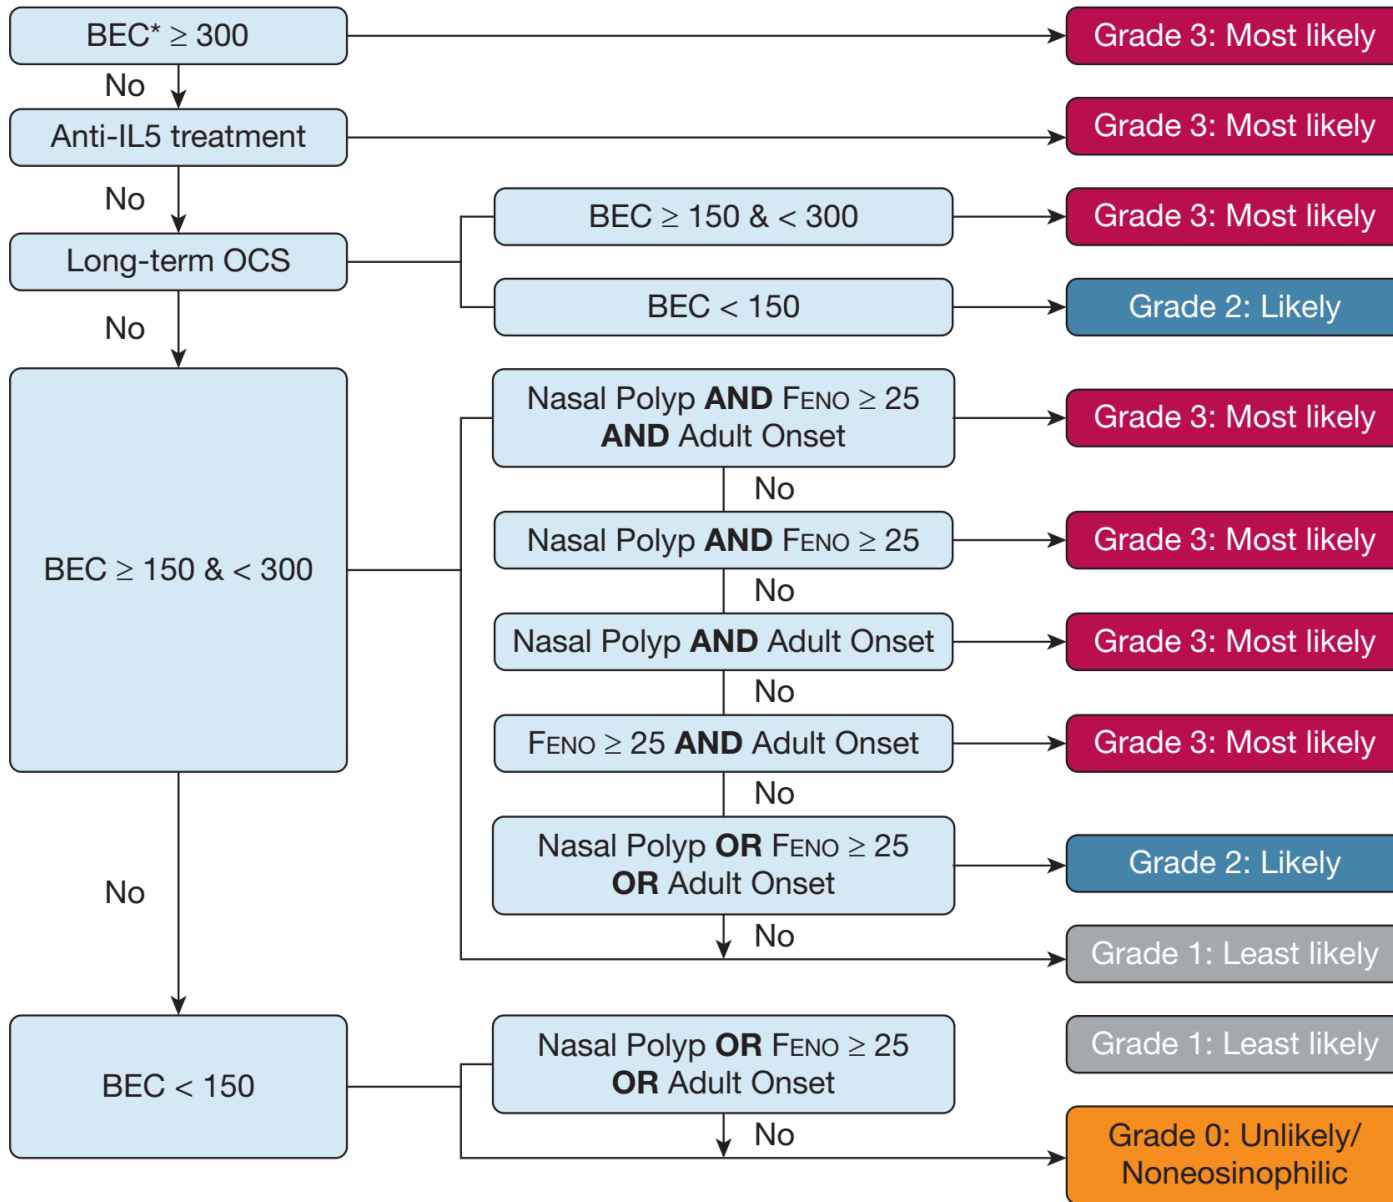 BEC* ≥ 300
Grade 3: Most likely
No
Anti-IL5 treatment
Grade 3: Most likely
No
Long-term OCS
BEC ≥ 150 & < 300
Grade 3: Most likely
BEC < 150
Grade 2: Likely
No
BEC ≥ 150 & < 300
Nasal Polyp AND FENO ≥ 25
AND Adult Onset
Grade 3: Most likely
No
Nasal Polyp AND FENO ≥ 25
Grade 3: Most likely
No
Nasal Polyp AND Adult Onset
Grade 3: Most likely
No
FENO ≥ 25 AND Adult Onset
Grade 3: Most likely
No
Nasal Polyp OR FENO ≥ 25
OR Adult Onset
Grade 2: Likely
No
Grade 1: Least likely
No
BEC < 150
Nasal Polyp OR FENO ≥ 25
OR Adult Onset
Grade 1: Least likely
No
Grade 0: Unlikely/
Noneosinophilic